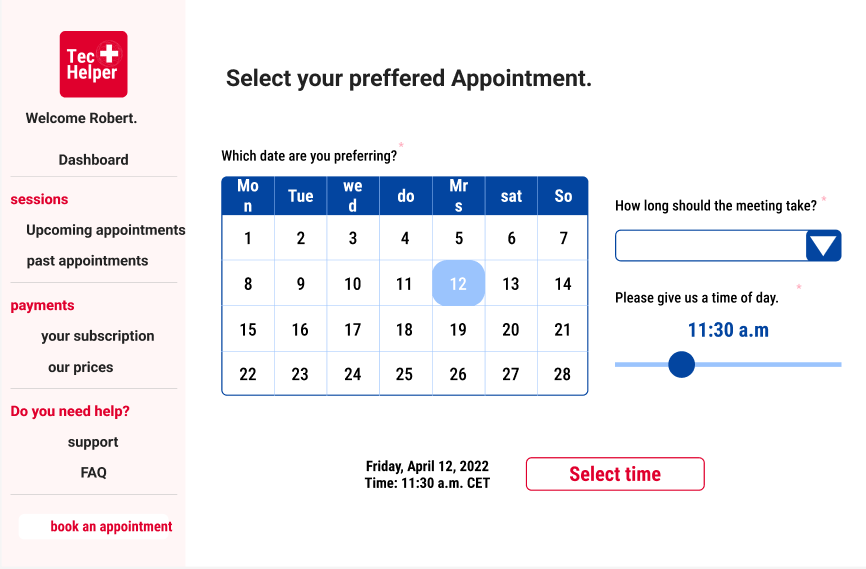 Tec
Helper
Welcome Robert.
Dashboard
sessions
Upcoming appointments
past appointments
payments
your subscription
our prices
Do you need help?
support
FAQ
book an appointment
Select your preffered Appointment.
Which date are you preferring? *
Mo
n Tue we
d do Mr
s sat So
1 2 3 4 5 6 7
8 9 10 11 12 13 14
15 16 17 18 19 20 21
22 23 24 25 26 27 28
How long should the meeting take? *
Please give us a time of day. *
11:30 a.m
Friday, April 12, 2022
Time: 11:30 a.m. CET
Select time